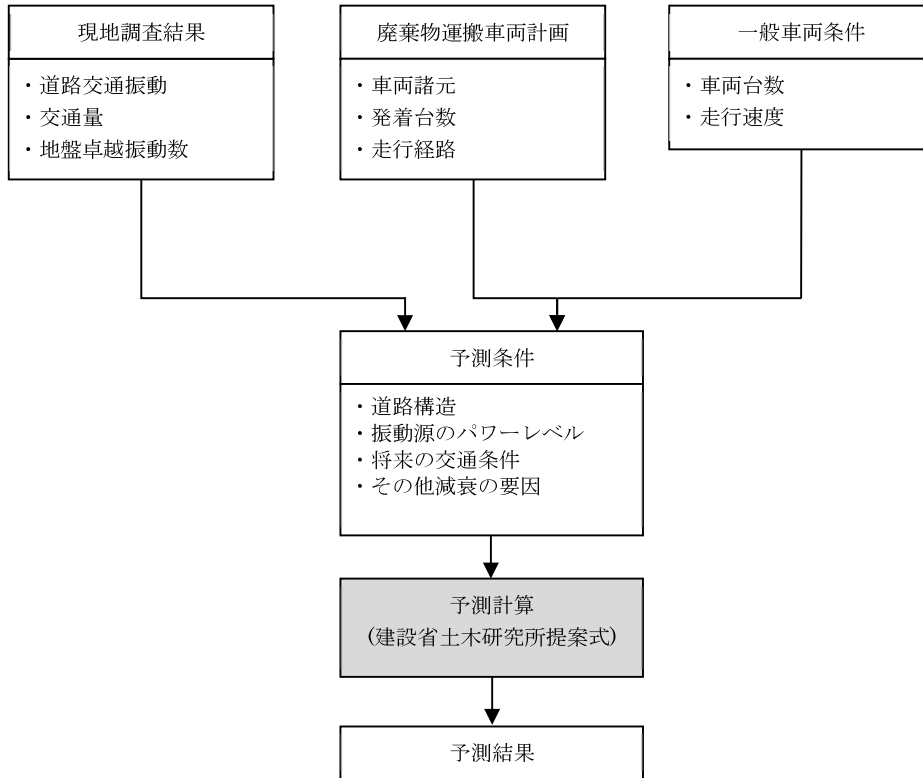 現地調査結果
・道路交通振動
・交通量
・地盤卓越振動数
廃棄物運搬車両計画
・車両諸元
・発着台数
・走行経路
一般車両条件
・車両台数
・走行速度
予測条件
・道路構造
・振動源のパワーレベル
・将来の交通条件
・その他減衰の要因
予測計算
(建設省土木研究所提案式)
予測結果